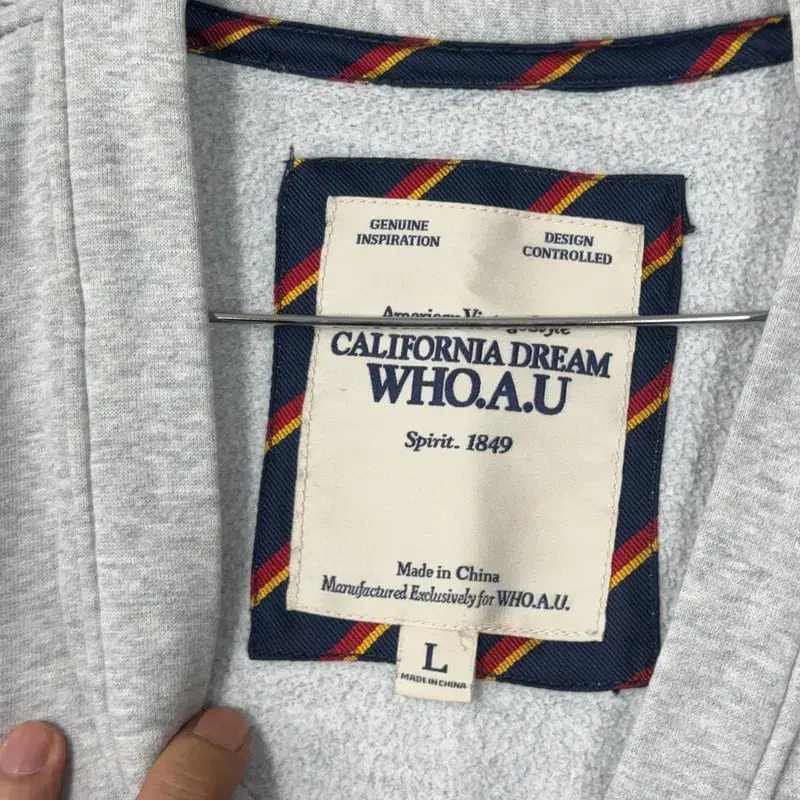 GENUINE
INSPIRATION
DESIGN
CONTROLLED
CALIFORNIA DREAM
WHO.A.U
Spirit. 1849
Made in China
Manufactured Exclusively for WHO.A.U.
L
MADE IN CHINA